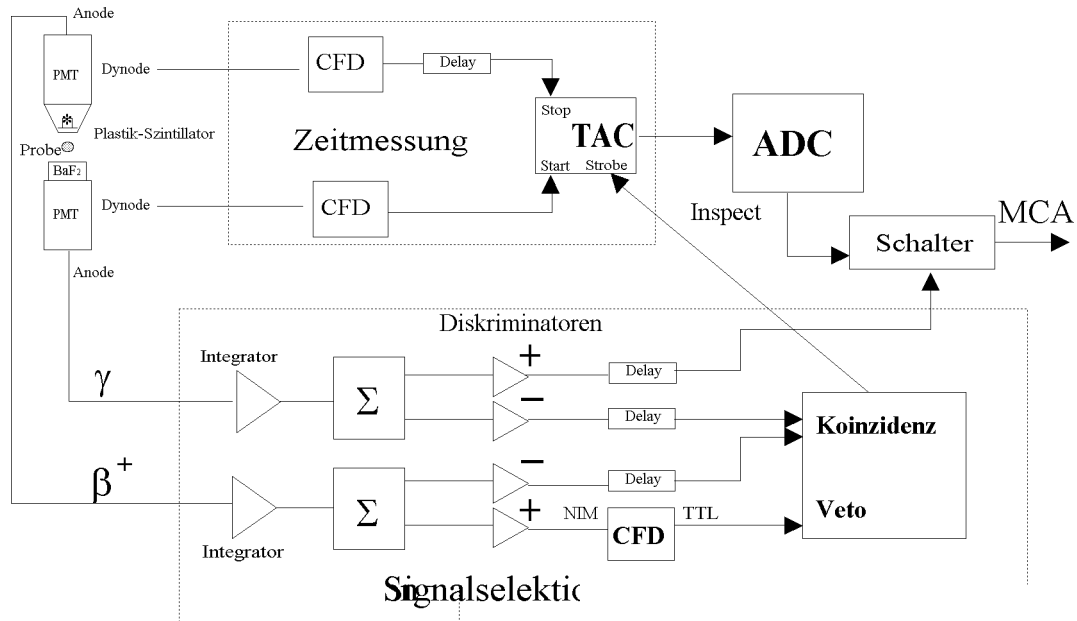 Anode
PMT
Dynode
CFD
Delay
Stop
TAC
Start
Strobe
ADC
Plastik-Szintillator
Zeitmessung
Probe
BaF2
PMT
Dynode
CFD
Inspect
Schalter
MCA
Anode
Diskriminatoren
Integrator
γ
Σ
+
Delay
−
Delay
Koinzidenz
β+
Σ
−
Delay
+
NIM
CFD
TTL
Veto
Integrator